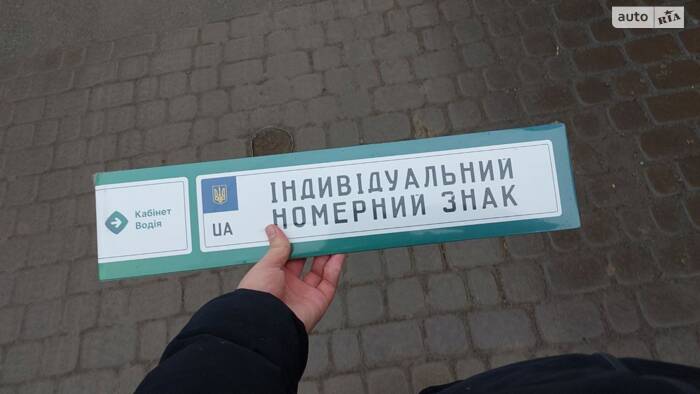 auto RIA
Кабінет
Водія
UA
ІНДИВІДУАЛЬНИЙ
НОМЕРНИЙ ЗНАК